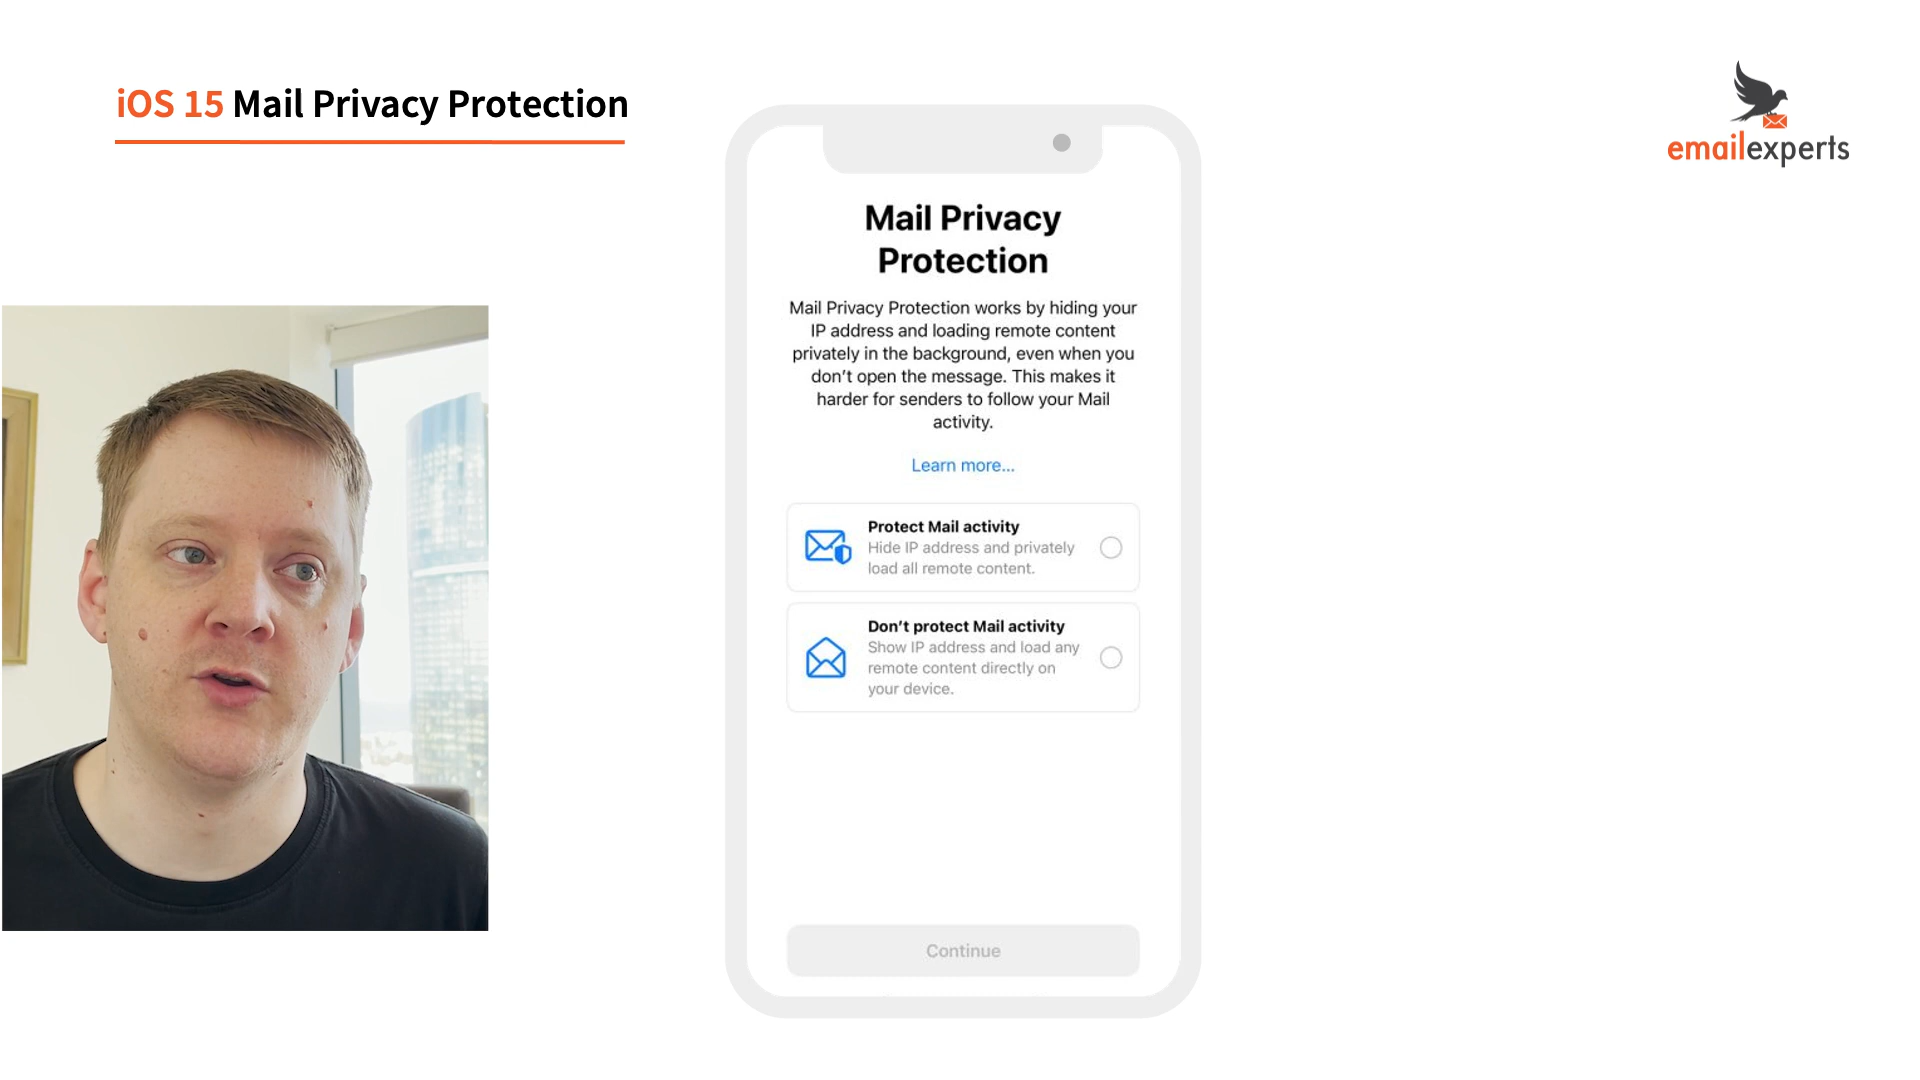 iOS 15 Mail Privacy Protection
emailexperts
Mail Privacy
Protection
Mail Privacy Protection works by hiding your
IP address and loading remote content
privately in the background, even when you
don’t open the message. This makes it
harder for senders to follow your Mail
activity.
Learn more...
Protect Mail activity
Hide IP address and privately
load all remote content.
Don’t protect Mail activity
Show IP address and load any
remote content directly on
your device.
Continue